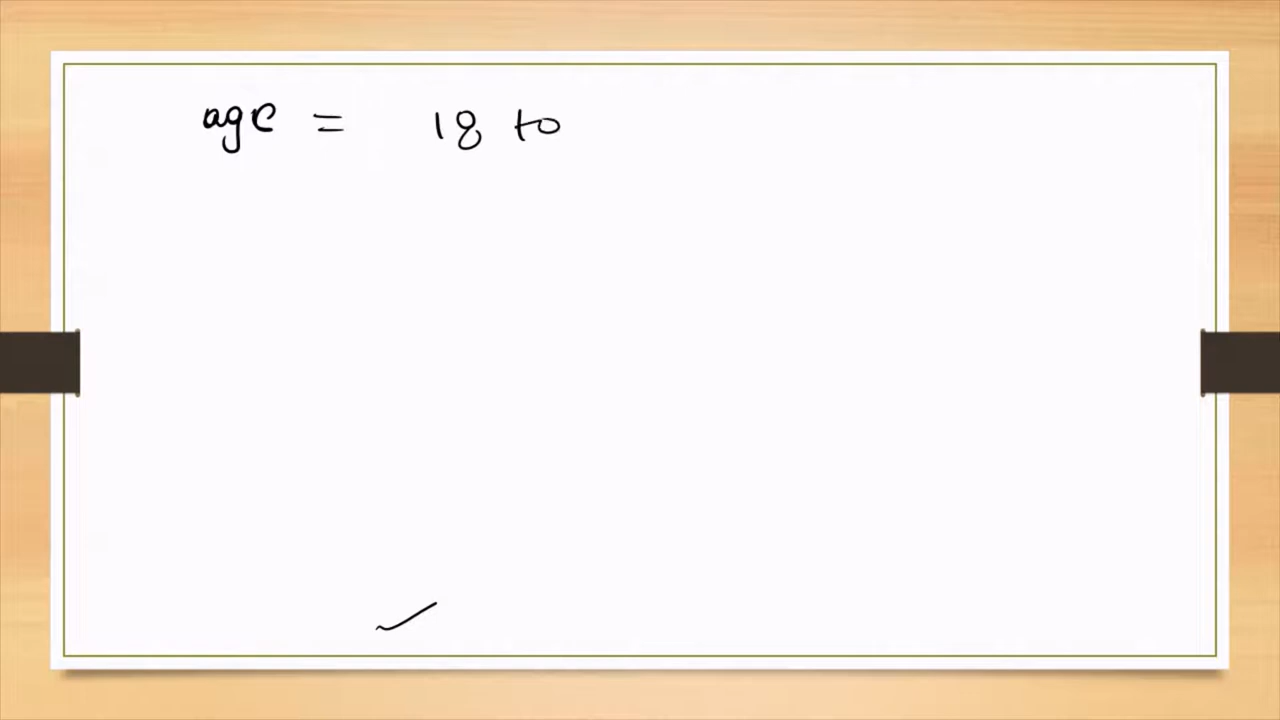 age = 18 to